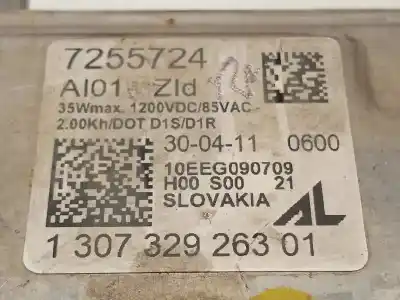 7255724
AI01 Zld
35Wmax. 1200VDC/85VAC
2.00Kh/DOT D1S/D1R
30-04-11 0600
10EEG090709
H00 S00 21
SLOVAKIA AL
1 307 329 263 01